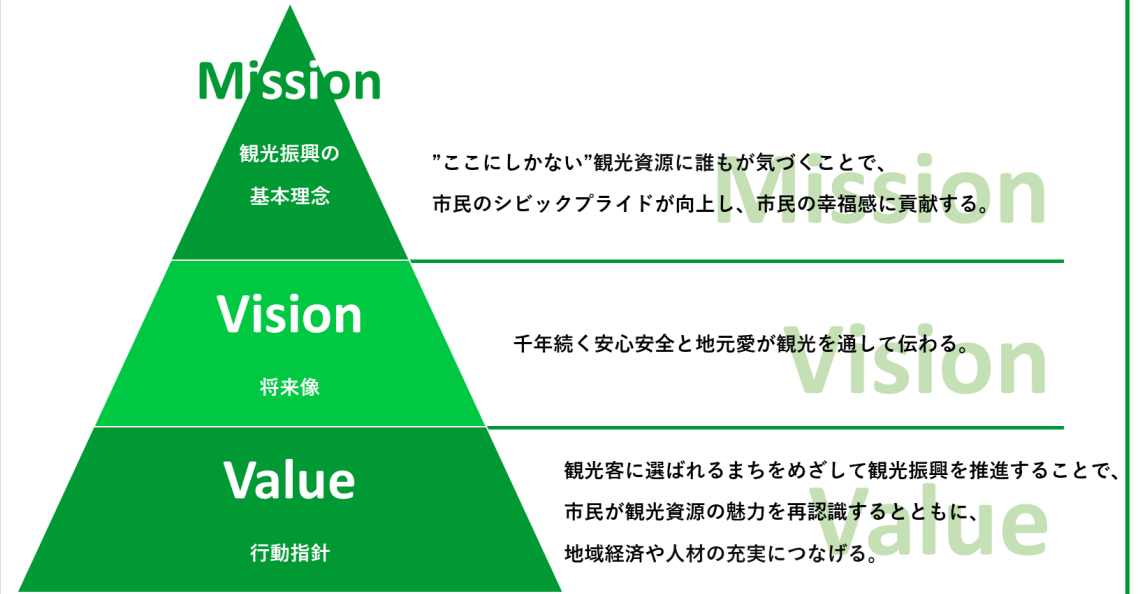 Mission
観光振興の
基本理念
”ここにしかない”観光資源に誰もが気づくことで、
市民のシビックプライドが向上し、市民の幸福感に貢献する。
Mission
Vision
将来像
千年続く安心安全と地元愛が観光を通して伝わる。
Vision
Value
行動指針
観光客に選ばれるまちをめざして観光振興を推進することで、
市民が観光資源の魅力を再認識するとともに、
地域経済や人材の充実につなげる。
Value